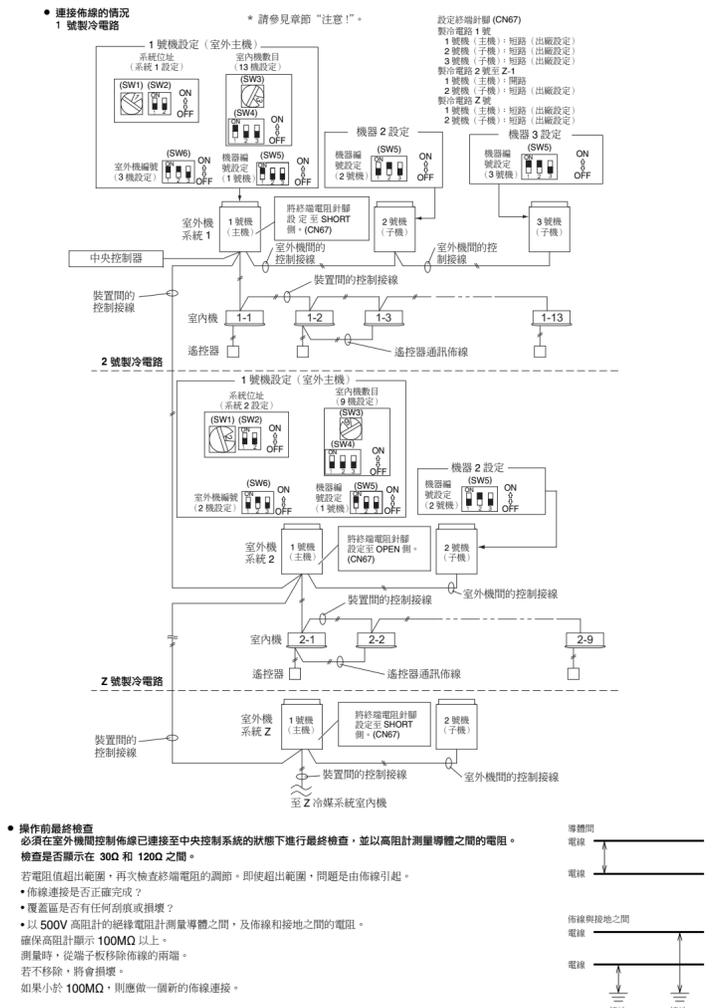 ● 連接佈線的情況
1 號製冷電路
* 請參見章節 "注意!"。
設定終端針腳 (CN67)
製冷電路 1 號
1 號機(主機):短路(出廠設定)
2 號機(子機):短路(出廠設定)
3 號機(子機):短路(出廠設定)
製冷電路 2 號至 Z-1
1 號機(主機):開路
2 號機(子機):短路(出廠設定)
製冷電路 Z 號
1 號機(主機):短路(出廠設定)
2 號機(子機):短路(出廠設定)
1 號機設定(室外主機)
系統位址
(系統 1 設定)
(SW1) (SW2)
ON
OFF
室內機數目
(13 機設定)
(SW3)
(SW4)
ON
OFF
室外機編號
(3 機設定)
(SW6)
ON
OFF
機器編
號設定
(1 號機)
(SW5)
ON
OFF
機器 2 設定
機器編
號設定
(2 號機)
(SW5)
ON
OFF
機器 3 設定
機器編
號設定
(3 號機)
(SW5)
ON
OFF
室外機
系統 1
1 號機
(主機)
將終端電阻針腳
設 定 至 SHORT
側。(CN67)
2 號機
(子機)
3 號機
(子機)
中央控制器
室外機間的
控制接線
室外機間的控
制接線
裝置間的控制接線
裝置間的
控制接線
室內機
1-1
1-2
1-3
1-13
遙控器
遙控器通訊佈線
2 號製冷電路
1 號機設定(室外主機)
系統位址
(系統 2 設定)
(SW1) (SW2)
ON
OFF
室內機數目
(9 機設定)
(SW3)
(SW4)
ON
OFF
室外機編號
(2 機設定)
(SW6)
ON
OFF
機器編
號設定
(1 號機)
(SW5)
ON
OFF
機器 2 設定
機器編
號設定
(2 號機)
(SW5)
ON
OFF
室外機
系統 2
1 號機
(主機)
將終端電阻針腳
設定至 OPEN 側。
(CN67)
2 號機
(子機)
室外機間的控制接線
裝置間的控制接線
室內機
2-1
2-2
2-9
遙控器
遙控器通訊佈線
Z 號製冷電路
室外機
系統 Z
1 號機
(主機)
將終端電阻針腳
設定至 SHORT
側。(CN67)
2 號機
(子機)
裝置間的
控制接線
裝置間的控制接線
室外機間的控制接線
至 Z 冷媒系統室內機
● 操作前最終檢查
必須在室外機間控制佈線已連接至中央控制系統的狀態下進行最終檢查,並以高阻計測量導體之間的電阻。
檢查是否顯示在 30Ω 和 120Ω 之間。
若電阻值超出範圍,再次檢查終端電阻的調節。即使超出範圍,問題是由佈線引起。
• 佈線連接是否正確完成?
• 覆蓋區是否有任何刮痕或損壞?
• 以 500V 高阻計的絕緣電阻計測量導體之間,及佈線和接地之間的電阻。
確保高阻計顯示 100MΩ 以上。
測量時,從端子板移除佈線的兩端。
若不移除,將會損壞。
如果小於 100MΩ,則應做一個新的佈線連接。
導體間
電線
電線
佈線與接地之間
電線
電線